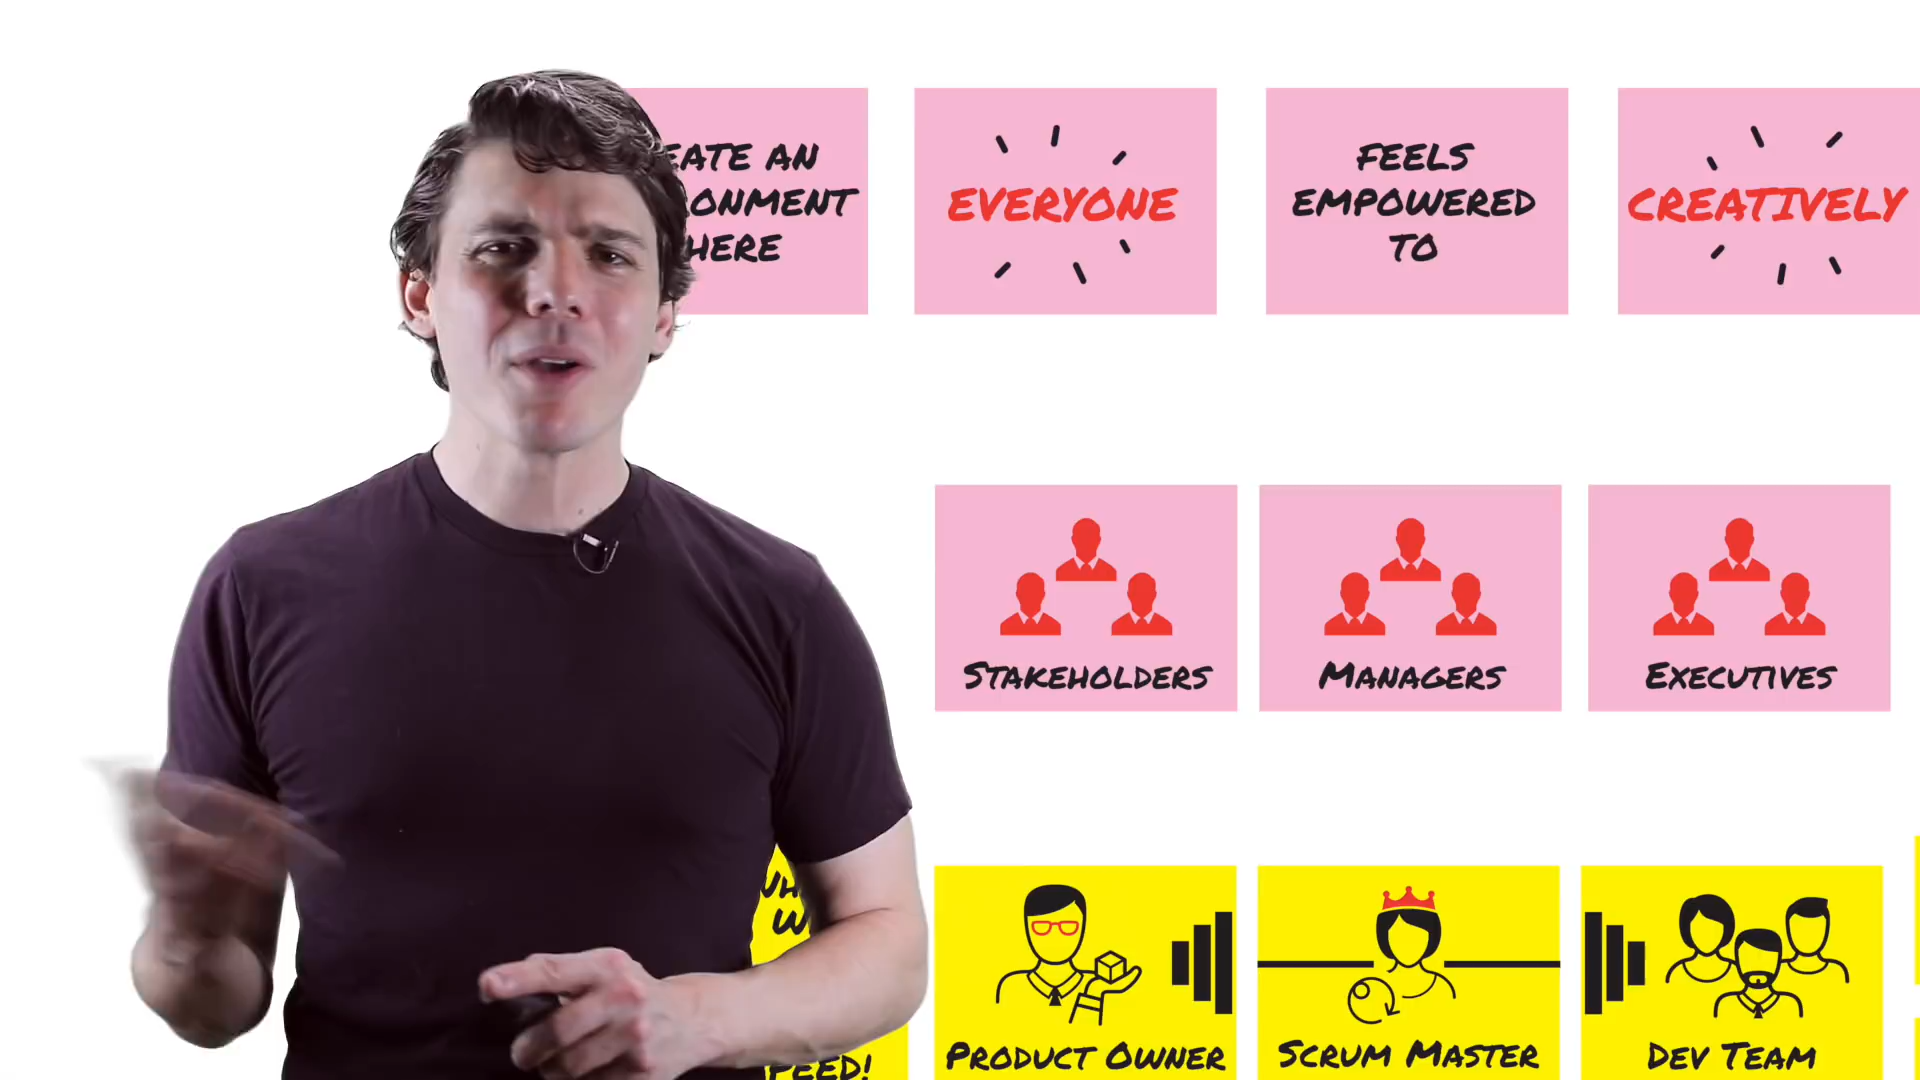 EATE AN
ONMENT
HERE
EVERYONE
FEELS
EMPOWERED
TO
CREATIVELY
STAKEHOLDERS
MANAGERS
EXECUTIVES
PRODUCT OWNER
SCRUM MASTER
DEV TEAM